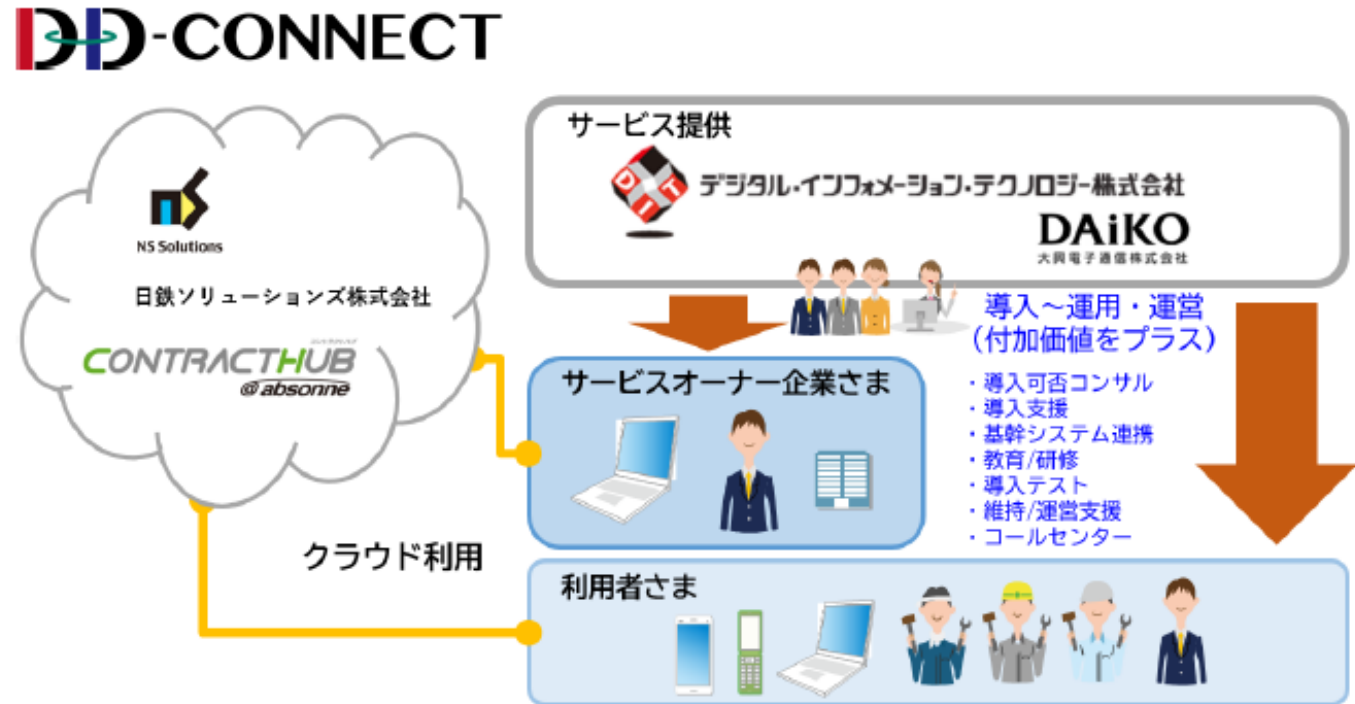 DD-CONNECT
サービス提供
DIT
デジタル・インフォメーション・テクノロジー株式会社
DAiKO
大興電子通信株式会社
NS Solutions
日鉄ソリューションズ株式会社
CONTRACTHUB
@absonne
導入～運用・運営
（付加価値をプラス）
・導入可否コンサル
・導入支援
・基幹システム連携
・教育/研修
・導入テスト
・維持/運営支援
・コールセンター
サービスオーナー企業さま
クラウド利用
利用者さま